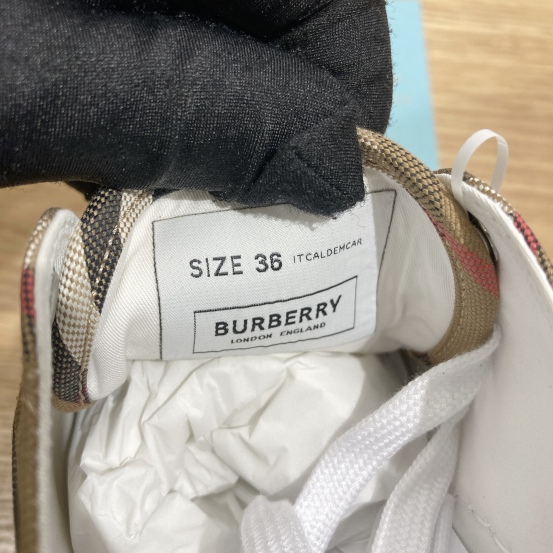 SIZE 36 ITCALDEMCAR
BURBERRY
LONDON ENGLAND